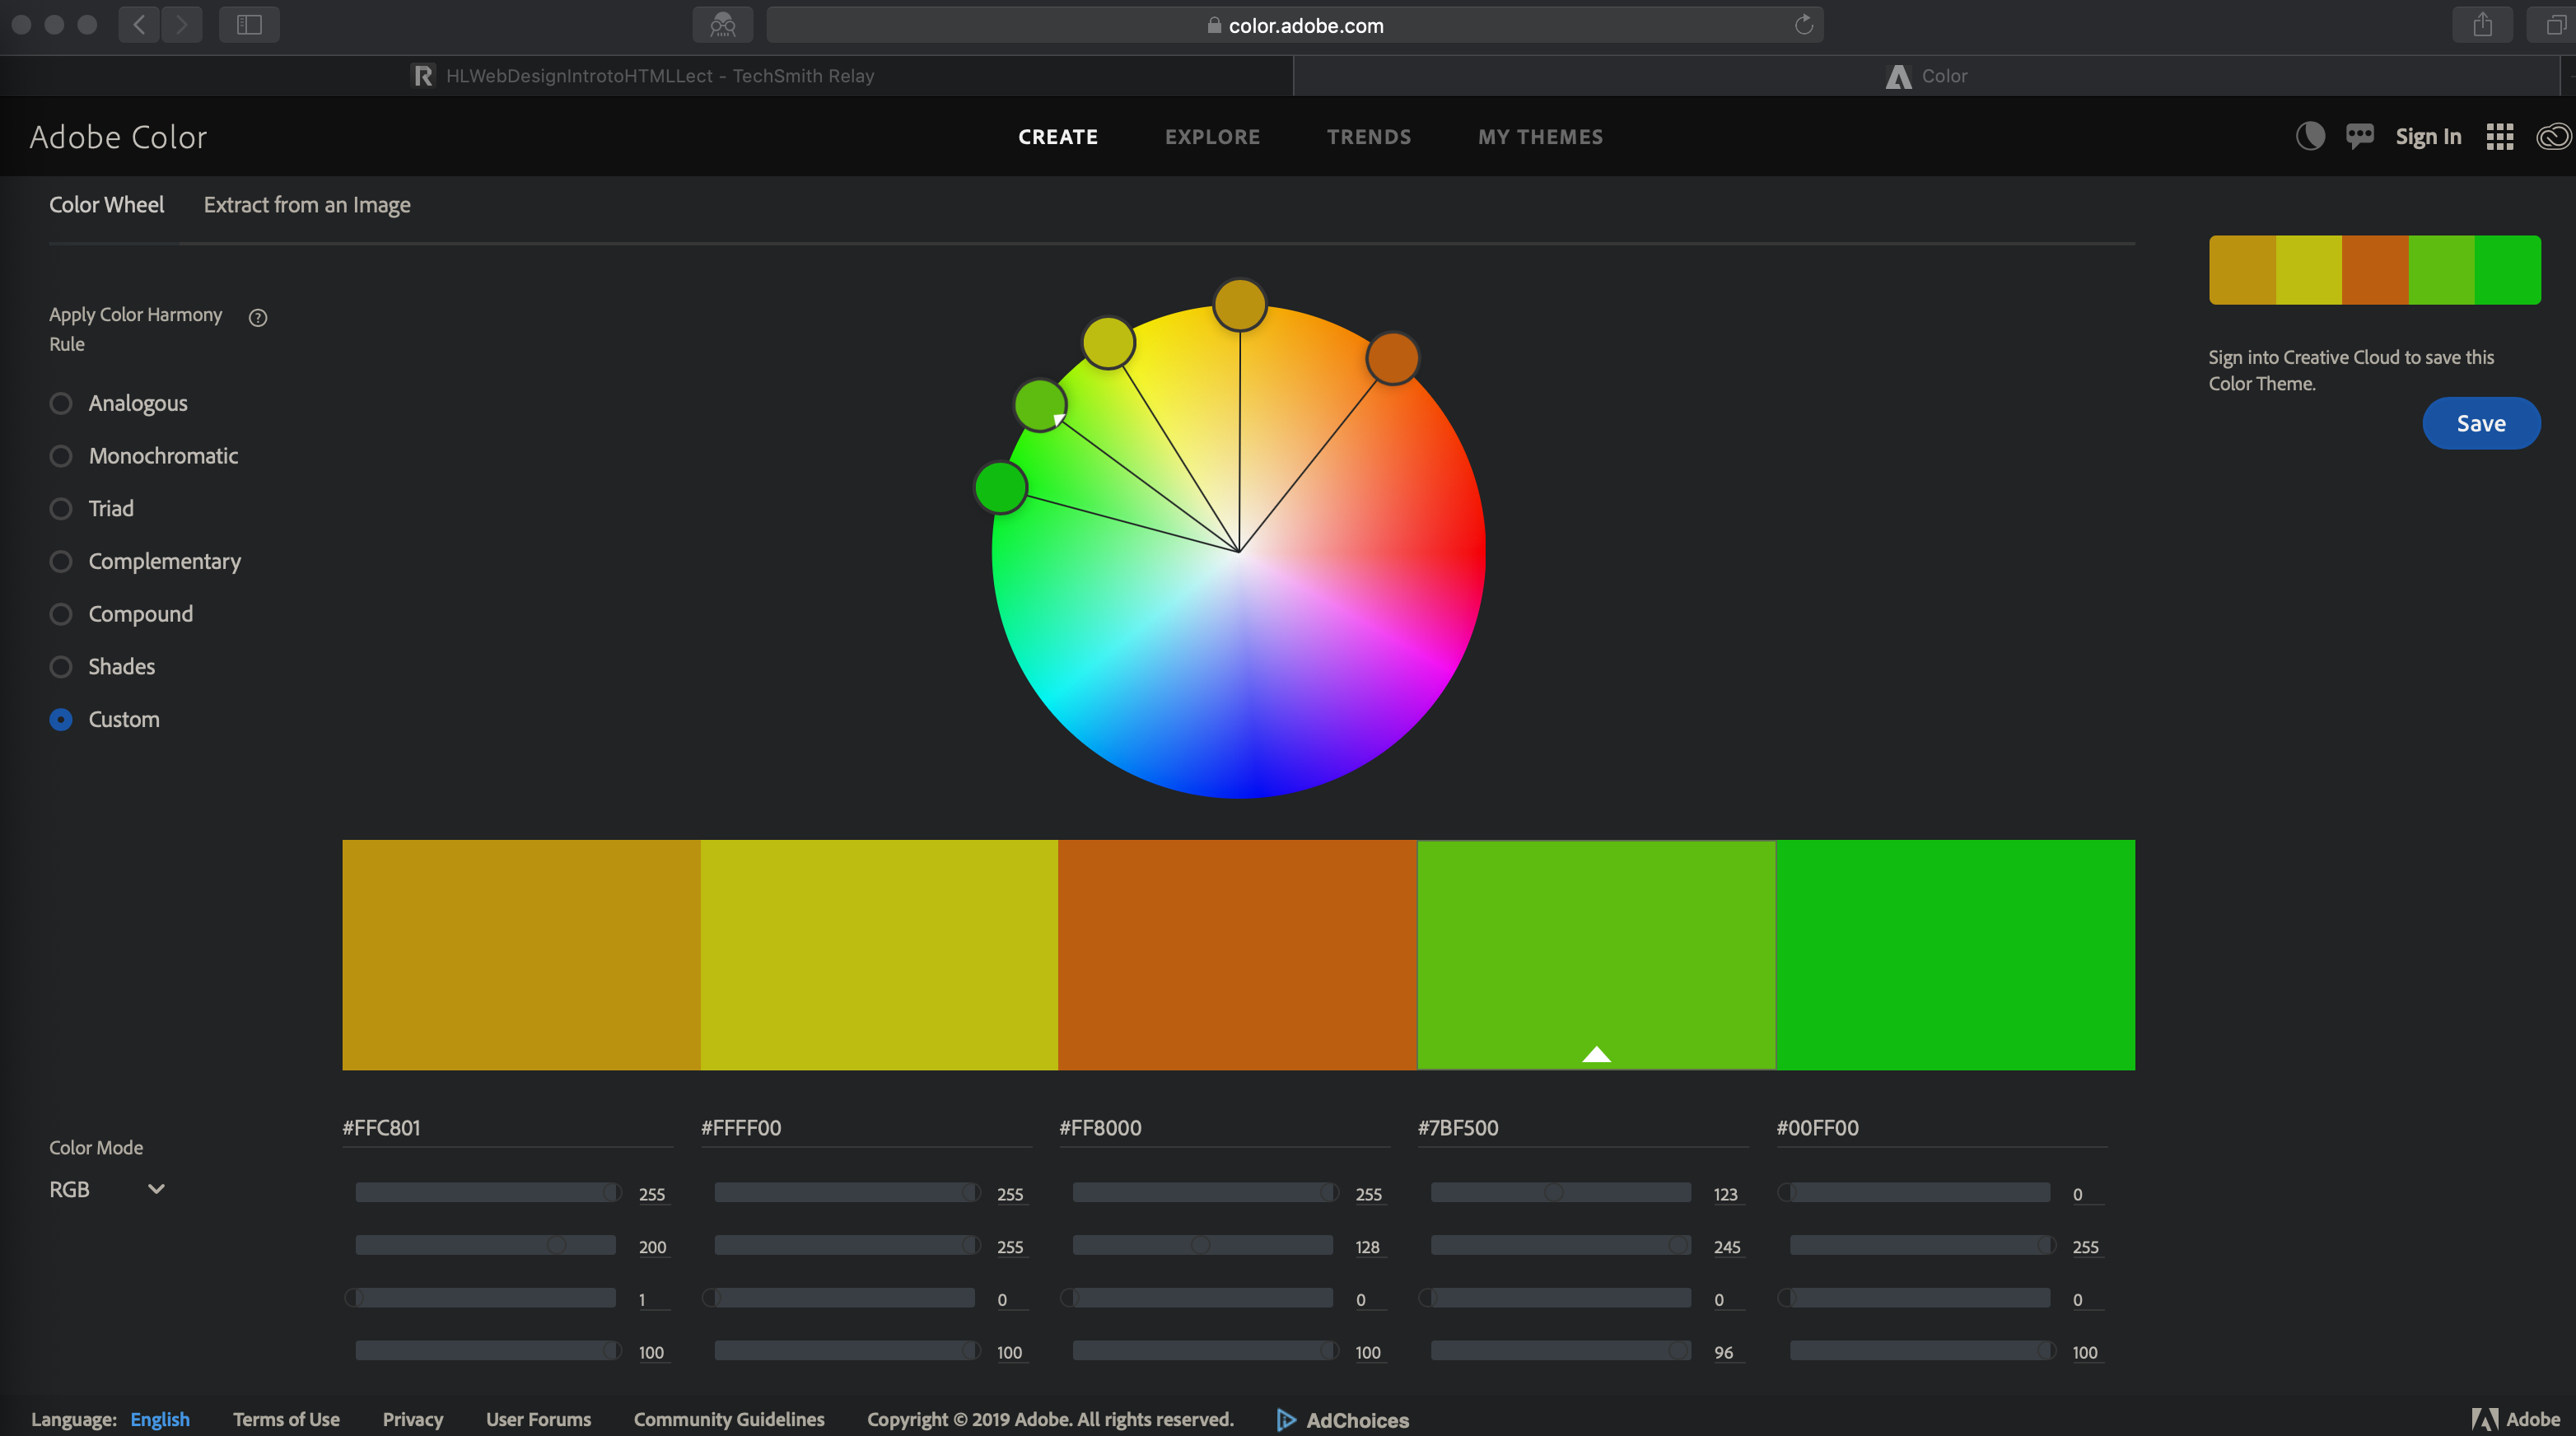 color.adobe.com
HLWebDesignIntrotoHTMLLect - TechSmith Relay
Color
Adobe Color
CREATE EXPLORE TRENDS MY THEMES
Sign In
Color Wheel Extract from an Image
Apply Color Harmony
Rule
Analogous
Monochromatic
Triad
Complementary
Compound
Shades
Custom
Sign into Creative Cloud to save this
Color Theme.
Save
#FFC801 #FFFF00 #FF8000 #7BF500 #00FF00
Color Mode
RGB
255 255 255 123 0
200 255 128 245 255
1 0 0 0 0
100 100 100 96 100
Language: English Terms of Use Privacy User Forums Community Guidelines Copyright © 2019 Adobe. All rights reserved. AdChoices Adobe